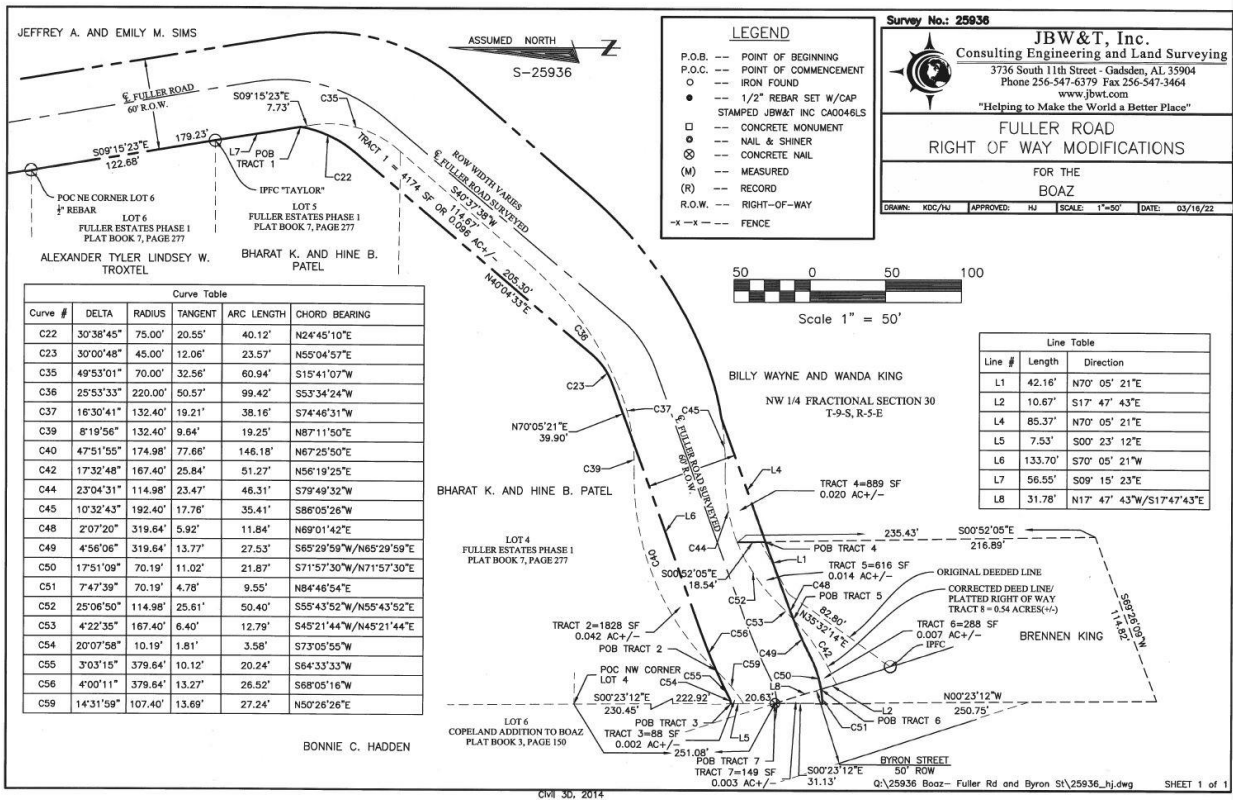 JEFFREY A. AND EMILY M. SIMS
ASSUMED NORTH
Z
S-25936
LEGEND
P.O.B. -- POINT OF BEGINNING
P.O.C. -- POINT OF COMMENCEMENT
-- IRON FOUND
-- 1/2" REBAR SET W/CAP
STAMPED JBW&T INC CA0046LS
-- CONCRETE MONUMENT
-- NAIL & SHINER
-- CONCRETE NAIL
(M) -- MEASURED
(R) -- RECORD
R.O.W. -- RIGHT-OF-WAY
-x -x- -- FENCE
Survey No.: 25936
JBW&T, Inc.
Consulting Engineering and Land Surveying
3736 South 11th Street - Gadsden, AL 35904
Phone 256-547-6379 Fax 256-547-3464
www.jbwt.com
"Helping to Make the World a Better Place"
FULLER ROAD
RIGHT OF WAY MODIFICATIONS
FOR THE
BOAZ
DRAWN: KDC/HJ APPROVED: HJ SCALE: 1"=50' DATE: 03/16/22
℄ FULLER ROAD
60' R.O.W.
S09°15'23"E
7.73'
C35
S09°15'23"E
122.68'
179.23'
L7
POB
TRACT 1
C22
POC NE CORNER LOT 6
½" REBAR
IPFC "TAYLOR"
LOT 6
FULLER ESTATES PHASE 1
PLAT BOOK 7, PAGE 277
LOT 5
FULLER ESTATES PHASE 1
PLAT BOOK 7, PAGE 277
ALEXANDER TYLER LINDSEY W.
TROXTEL
BHARAT K. AND HINE B.
PATEL
TRACT 1 = 4174 SF OR
0.096 AC+/-
ROW WIDTH VARIES
℄ FULLER ROAD SURVEYED
S40°37'38"W
114.67'
205.30'
N40°04'33"E
C36
50 0 50 100
Scale 1" = 50'
Curve Table
Curve # DELTA RADIUS TANGENT ARC LENGTH CHORD BEARING
C22 30°38'45" 75.00' 20.55' 40.12' N24°45'10"E
C23 30°00'48" 45.00' 12.06' 23.57' N55°04'57"E
C35 49°53'01" 70.00' 32.56' 60.94' S15°41'07"W
C36 25°53'33" 220.00' 50.57' 99.42' S53°34'24"W
C37 16°30'41" 132.40' 19.21' 38.16' S74°46'31"W
C39 8°19'56" 132.40' 9.64' 19.25' N87°11'50"E
C40 47°51'55" 174.98' 77.66' 146.18' N67°25'50"E
C42 17°32'48" 167.40' 25.84' 51.27' N56°19'25"E
C44 23°04'31" 114.98' 23.47' 46.31' S79°49'32"W
C45 10°32'43" 192.40' 17.76' 35.41' S86°05'26"W
C48 2°07'20" 319.64' 5.92' 11.84' N69°01'42"E
C49 4°56'06" 319.64' 13.77' 27.53' S65°29'59"W/N65°29'59"E
C50 17°51'09" 70.19' 11.02' 21.87' S71°57'30"W/N71°57'30"E
C51 7°47'39" 70.19' 4.78' 9.55' N84°46'54"E
C52 25°06'50" 114.98' 25.61' 50.40' S55°43'52"W/N55°43'52"E
C53 4°22'35" 167.40' 6.40' 12.79' S45°21'44"W/N45°21'44"E
C54 20°07'58" 10.19' 1.81' 3.58' S73°05'55"W
C55 3°03'15" 379.64' 10.12' 20.24' S64°33'33"W
C56 4°00'11" 379.64' 13.27' 26.52' S68°05'16"W
C59 14°31'59" 107.40' 13.69' 27.24' N50°26'26"E
Line Table
Line # Length Direction
L1 42.16' N70° 05' 21"E
L2 10.67' S17° 47' 43"E
L4 85.37' N70° 05' 21"E
L5 7.53' S00° 23' 12"E
L6 133.70' S70° 05' 21"W
L7 56.55' S09° 15' 23"E
L8 31.78' N17° 47' 43"W/S17°47'43"E
BILLY WAYNE AND WANDA KING
NW 1/4 FRACTIONAL SECTION 30
T-9-S, R-5-E
C23
C37
C45
N70°05'21"E
39.90'
C39
℄ FULLER ROAD SURVEYED
60' R.O.W.
L4
BHARAT K. AND HINE B. PATEL
L6
TRACT 4=889 SF
0.020 AC+/-
LOT 4
FULLER ESTATES PHASE 1
PLAT BOOK 7, PAGE 277
C40
C44
235.43'
S00°52'05"E
216.89'
POB TRACT 4
L1
S00°52'05"E
18.54'
TRACT 5=616 SF
0.014 AC+/-
C48
POB TRACT 5
C52
C53
ORIGINAL DEEDED LINE
CORRECTED DEED LINE/
PLATTED RIGHT OF WAY
TRACT 8 = 0.54 ACRES(+/-)
82.80'
N35°32'14"E
C42
TRACT 6=288 SF
0.007 AC+/-
IPFC
S69°26'09"W
114.82'
BRENNEN KING
TRACT 2=1828 SF
0.042 AC+/-
POB TRACT 2
C56
C49
POC NW CORNER
LOT 4
C55
C54
C59
C50
L8
S00°23'12"E
230.45'
222.92'
20.63'
L2
N00°23'12"W
250.75'
POB TRACT 6
C51
POB TRACT 3
TRACT 3=88 SF
0.002 AC+/-
L5
251.08'
LOT 6
COPELAND ADDITION TO BOAZ
PLAT BOOK 3, PAGE 150
BONNIE C. HADDEN
POB TRACT 7
TRACT 7=149 SF
0.003 AC+/-
S00°23'12"E
31.13'
BYRON STREET
50' ROW
Q:\25936 Boaz- Fuller Rd and Byron St\25936_hj.dwg
SHEET 1 of 1
Civil 3D, 2014